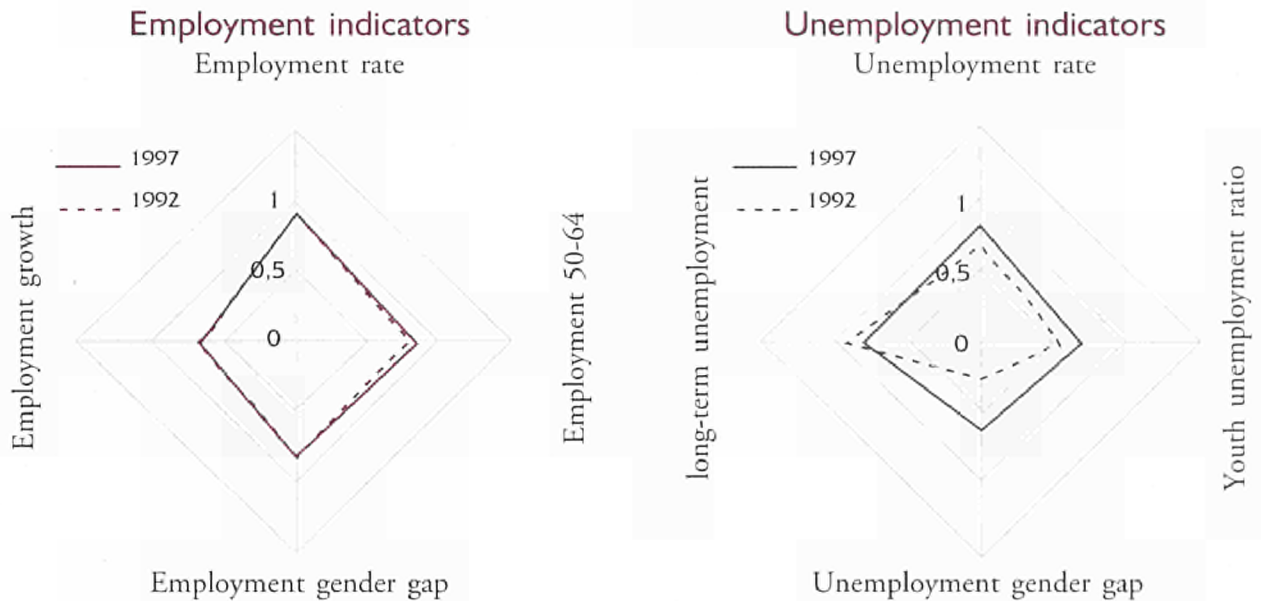 Employment indicators
Employment rate
1997
1992
1
0,5
0
Employment growth
Employment 50-64
Employment gender gap
Unemployment indicators
Unemployment rate
1997
1992
1
0,5
0
long-term unemployment
Youth unemployment ratio
Unemployment gender gap